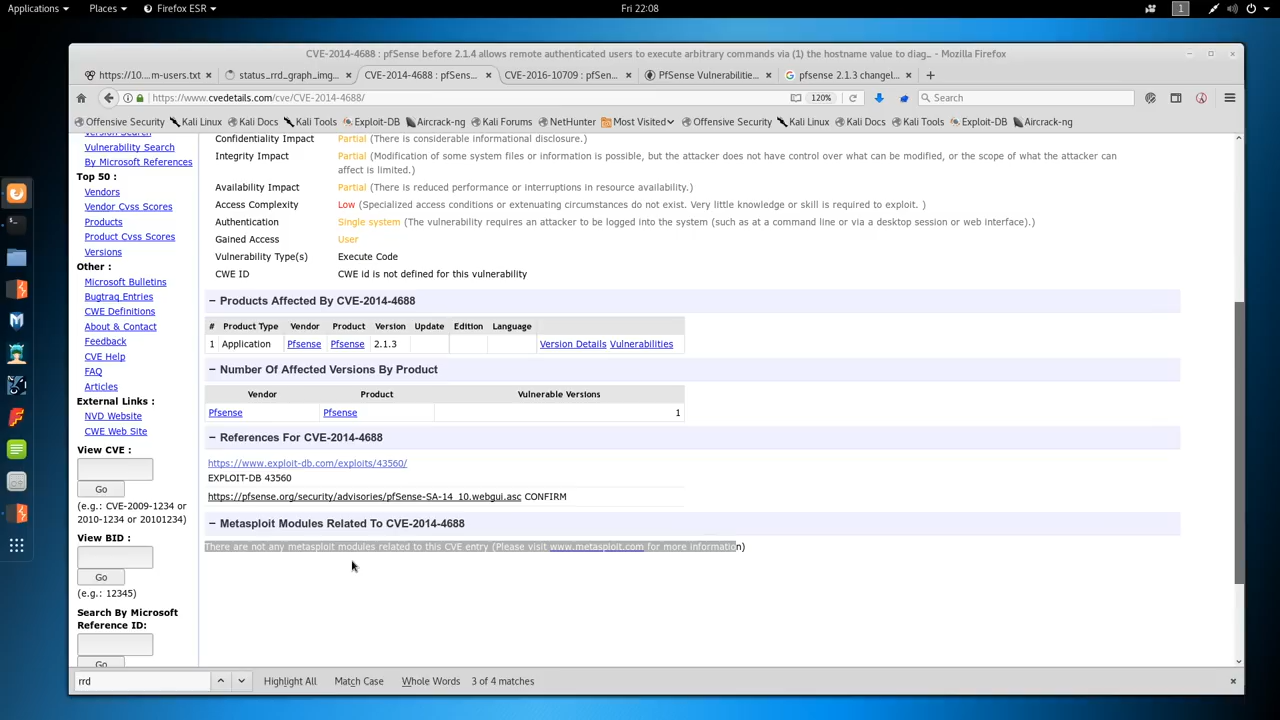 Applications ▾ Places ▾ Firefox ESR ▾
Fri 22:08
1
CVE-2014-4688 : pfSense before 2.1.4 allows remote authenticated users to execute arbitrary commands via (1) the hostname value to diag_ - Mozilla Firefox
https://10....m-users.txt × status_rrd_graph_img... × CVE-2014-4688 : pfSens... × CVE-2016-10709 : pfSen... × PfSense Vulnerabilitie... × pfsense 2.1.3 changel... × +
https://www.cvedetails.com/cve/CVE-2014-4688/ 120% Search
Offensive Security Kali Linux Kali Docs Kali Tools Exploit-DB Aircrack-ng Kali Forums NetHunter Most Visited Offensive Security Kali Linux Kali Docs Kali Tools Exploit-DB Aircrack-ng
Version Search
Vulnerability Search
By Microsoft References
Top 50 :
Vendors
Vendor Cvss Scores
Products
Product Cvss Scores
Versions
Other :
Microsoft Bulletins
Bugtraq Entries
CWE Definitions
About & Contact
Feedback
CVE Help
FAQ
Articles
External Links :
NVD Website
CWE Web Site
View CVE :
Go
(e.g.: CVE-2009-1234 or
2010-1234 or 20101234)
View BID :
Go
(e.g.: 12345)
Search By Microsoft
Reference ID:
Go
Confidentiality Impact Partial (There is considerable informational disclosure.)
Integrity Impact Partial (Modification of some system files or information is possible, but the attacker does not have control over what can be modified, or the scope of what the attacker can
affect is limited.)
Availability Impact Partial (There is reduced performance or interruptions in resource availability.)
Access Complexity Low (Specialized access conditions or extenuating circumstances do not exist. Very little knowledge or skill is required to exploit. )
Authentication Single system (The vulnerability requires an attacker to be logged into the system (such as at a command line or via a desktop session or web interface).)
Gained Access User
Vulnerability Type(s) Execute Code
CWE ID CWE id is not defined for this vulnerability
− Products Affected By CVE-2014-4688
# Product Type Vendor Product Version Update Edition Language
1 Application Pfsense Pfsense 2.1.3 Version Details Vulnerabilities
− Number Of Affected Versions By Product
Vendor Product Vulnerable Versions
Pfsense Pfsense 1
− References For CVE-2014-4688
https://www.exploit-db.com/exploits/43560/
EXPLOIT-DB 43560
https://pfsense.org/security/advisories/pfSense-SA-14_10.webgui.asc CONFIRM
− Metasploit Modules Related To CVE-2014-4688
There are not any metasploit modules related to this CVE entry (Please visit www.metasploit.com for more information)
rrd Highlight All Match Case Whole Words 3 of 4 matches ×